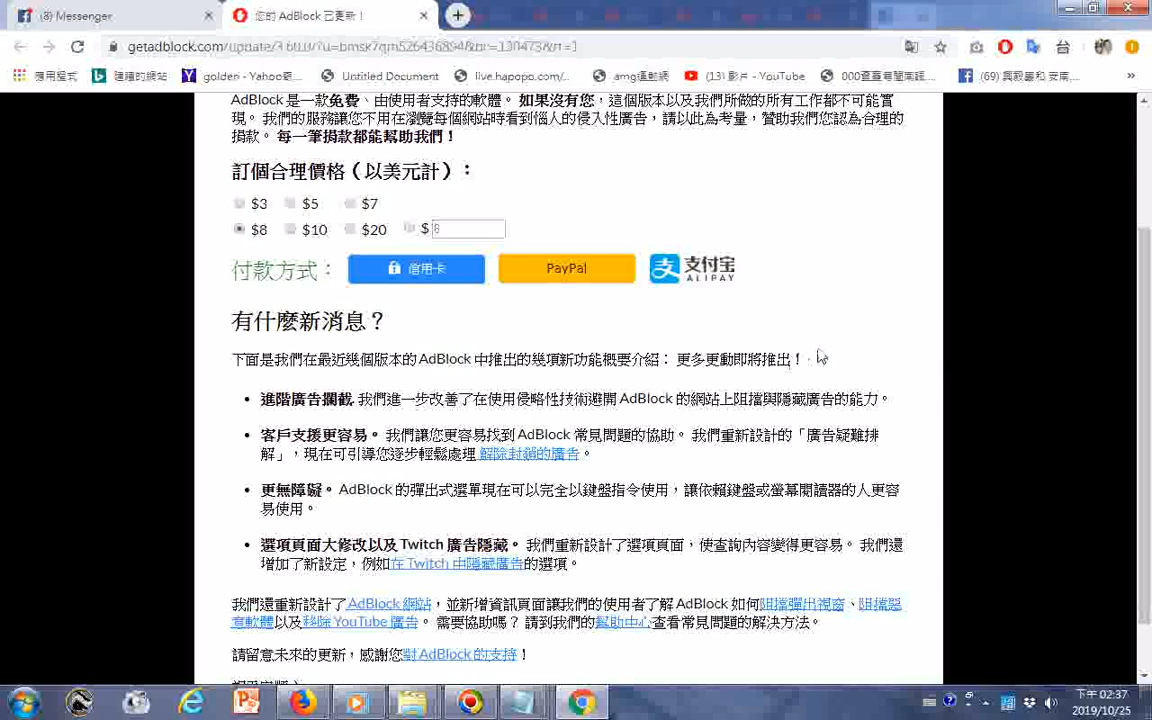 (8) Messenger
您的 AdBlock 已更新！
應用程式
建議的網站
golden - Yahoo奇...
Untitled Document
live.hapopo.com/...
amg運動網
(13) 影片 - YouTube
AdBlock 是一款免費、由使用者支持的軟體。 如果沒有您，這個版本以及我們所做的所有工作都不可能實
現。 我們的服務讓您不用在瀏覽每個網站時看到惱人的侵入性廣告，請以此為考量，贊助我們您認為合理的
捐款。 每一筆捐款都能幫助我們！
訂個合理價格（以美元計）：
$3 $5 $7
$8 $10 $20 $ 8
付款方式： 信用卡 PayPal 支付宝
ALIPAY
有什麼新消息？
下面是我們在最近幾個版本的 AdBlock 中推出的幾項新功能概要介紹： 更多更動即將推出！
• 進階廣告攔截. 我們進一步改善了在使用侵略性技術避開 AdBlock 的網站上阻擋與隱藏廣告的能力。
• 客戶支援更容易。 我們讓您更容易找到 AdBlock 常見問題的協助。 我們重新設計的「廣告疑難排
解」，現在可引導您逐步輕鬆處理 解除封鎖的廣告。
• 更無障礙。 AdBlock 的彈出式選單現在可以完全以鍵盤指令使用，讓依賴鍵盤或螢幕閱讀器的人更容
易使用。
• 選項頁面大修改以及 Twitch 廣告隱藏。 我們重新設計了選項頁面，使查詢內容變得更容易。 我們還
增加了新設定，例如在 Twitch 中隱藏廣告的選項。
我們還重新設計了 AdBlock 網站，並新增資訊頁面讓我們的使用者了解 AdBlock 如何阻擋彈出視窗、阻擋惡
意軟體以及移除 YouTube 廣告。 需要協助嗎？ 請到我們的幫助中心查看常見問題的解決方法。
請留意未來的更新，感謝您對 AdBlock 的支持！
下午 02:37
2019/10/25